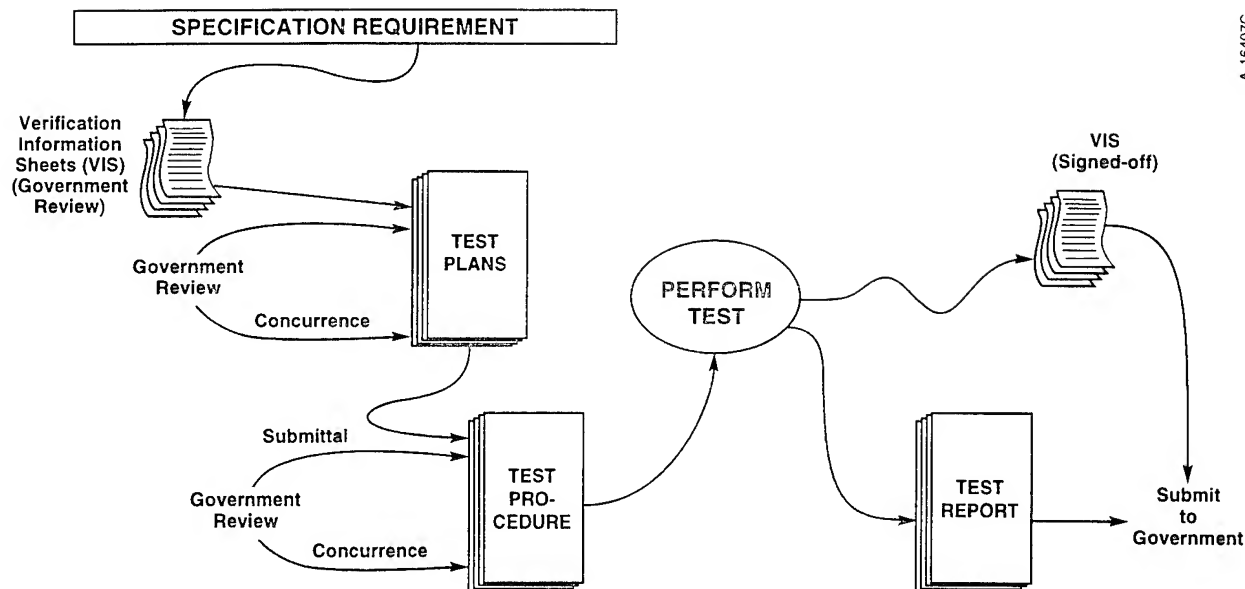 SPECIFICATION REQUIREMENT
Verification
Information
Sheets (VIS)
(Government
Review)
TEST
PLANS
Government
Review
Concurrence
Submittal
Government
Review
Concurrence
TEST
PRO-
CEDURE
PERFORM
TEST
VIS
(Signed-off)
TEST
REPORT
Submit
to
Government